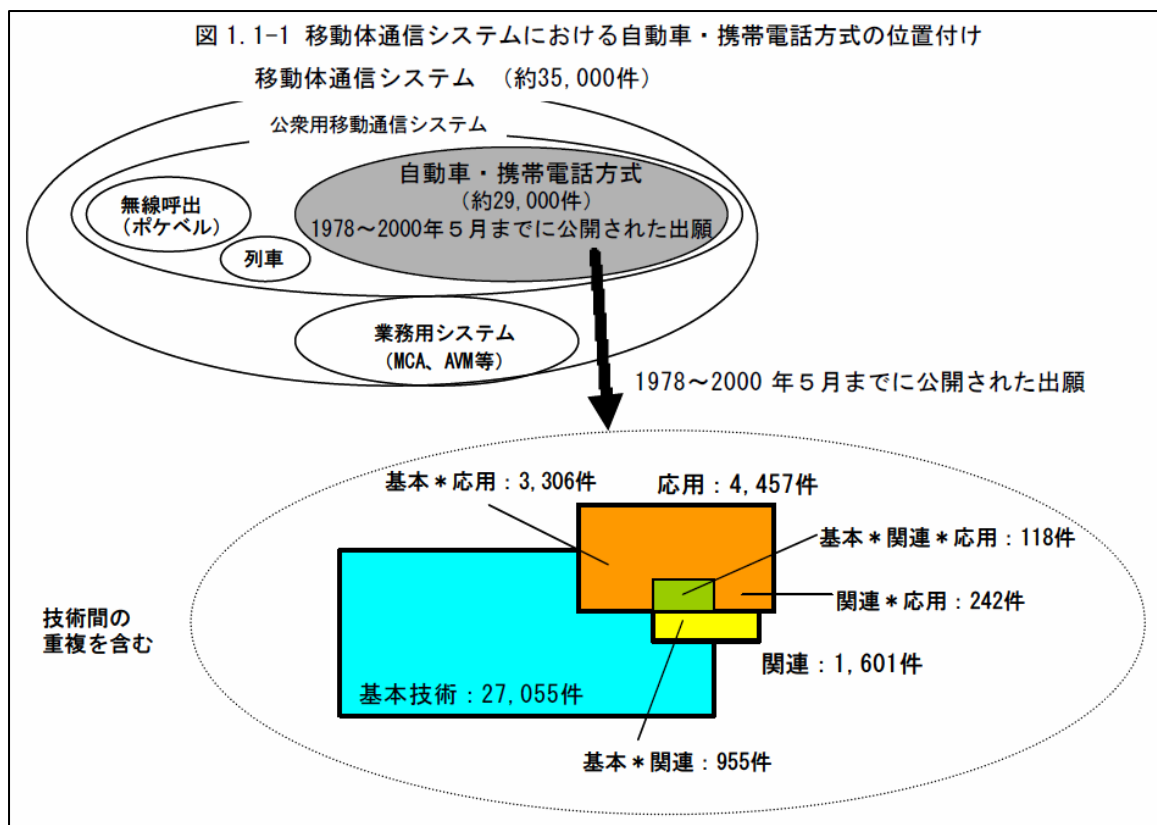 図 1.1-1 移動体通信システムにおける自動車・携帯電話方式の位置付け
移動体通信システム （約35,000件）
公衆用移動通信システム
自動車・携帯電話方式
（約29,000件）
1978～2000年５月までに公開された出願
無線呼出
（ポケベル）
列車
業務用システム
（MCA、AVM等）
1978～2000 年５月までに公開された出願
基本＊応用：3,306件
応用：4,457件
基本＊関連＊応用：118件
関連＊応用：242件
技術間の
重複を含む
関連：1,601件
基本技術：27,055件
基本＊関連：955件